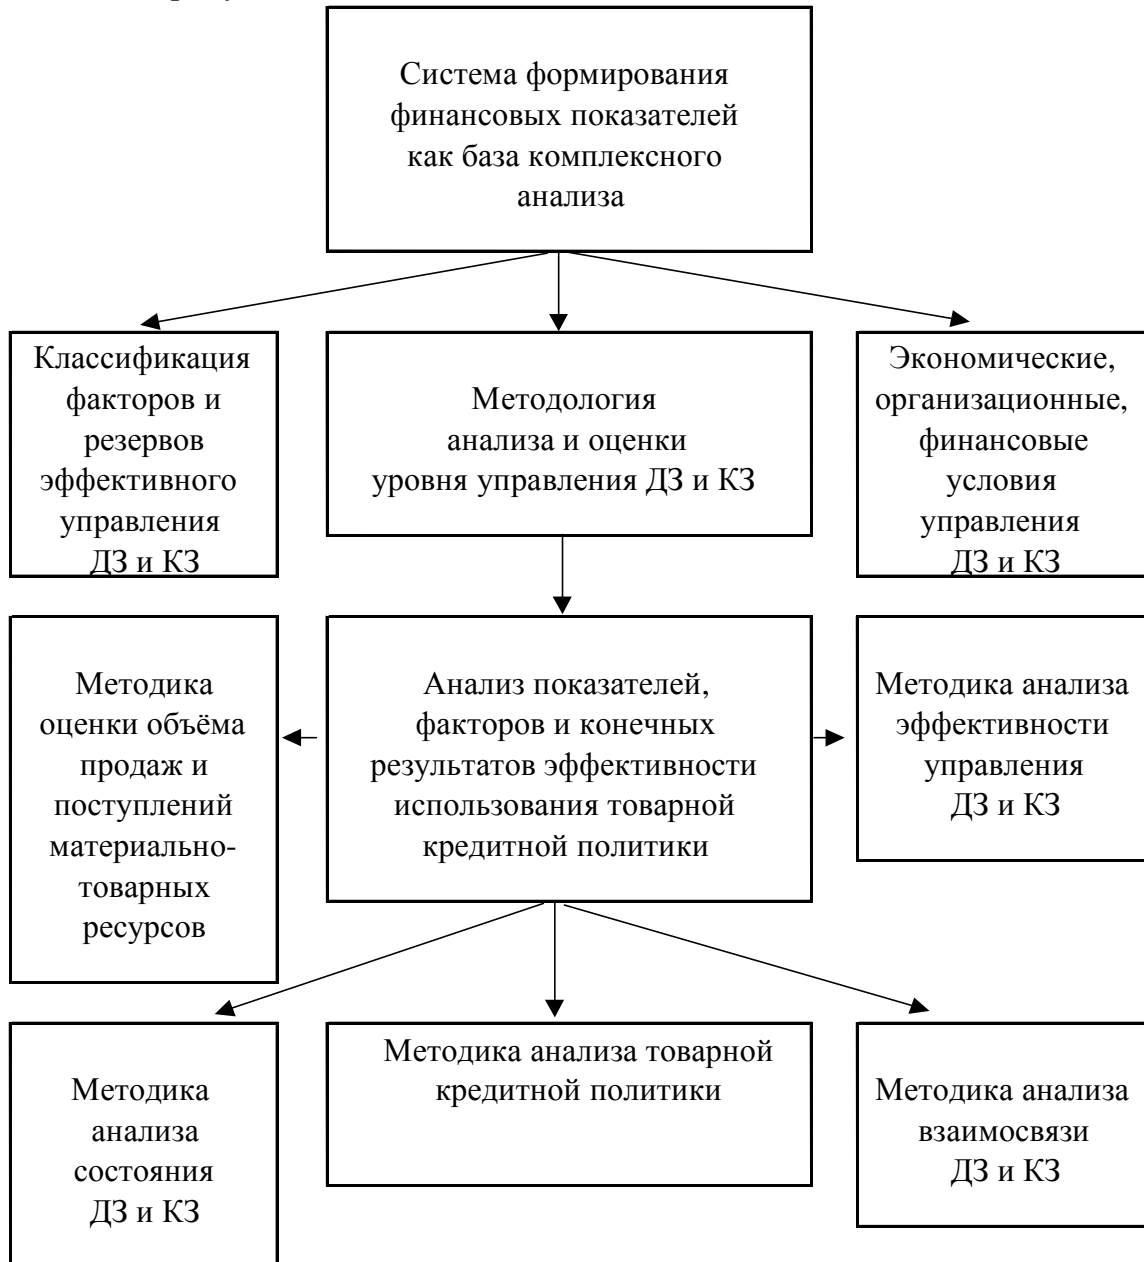 Система формирования
финансовых показателей
как база комплексного
анализа
Классификация
факторов и
резервов
эффективного
управления
ДЗ и КЗ
Методология
анализа и оценки
уровня управления ДЗ и КЗ
Экономические,
организационные,
финансовые
условия
управления
ДЗ и КЗ
Методика
оценки объёма
продаж и
поступлений
материально-
товарных
ресурсов
Анализ показателей,
факторов и конечных
результатов эффективности
использования товарной
кредитной политики
Методика анализа
эффективности
управления
ДЗ и КЗ
Методика
анализа
состояния
ДЗ и КЗ
Методика анализа товарной
кредитной политики
Методика анализа
взаимосвязи
ДЗ и КЗ